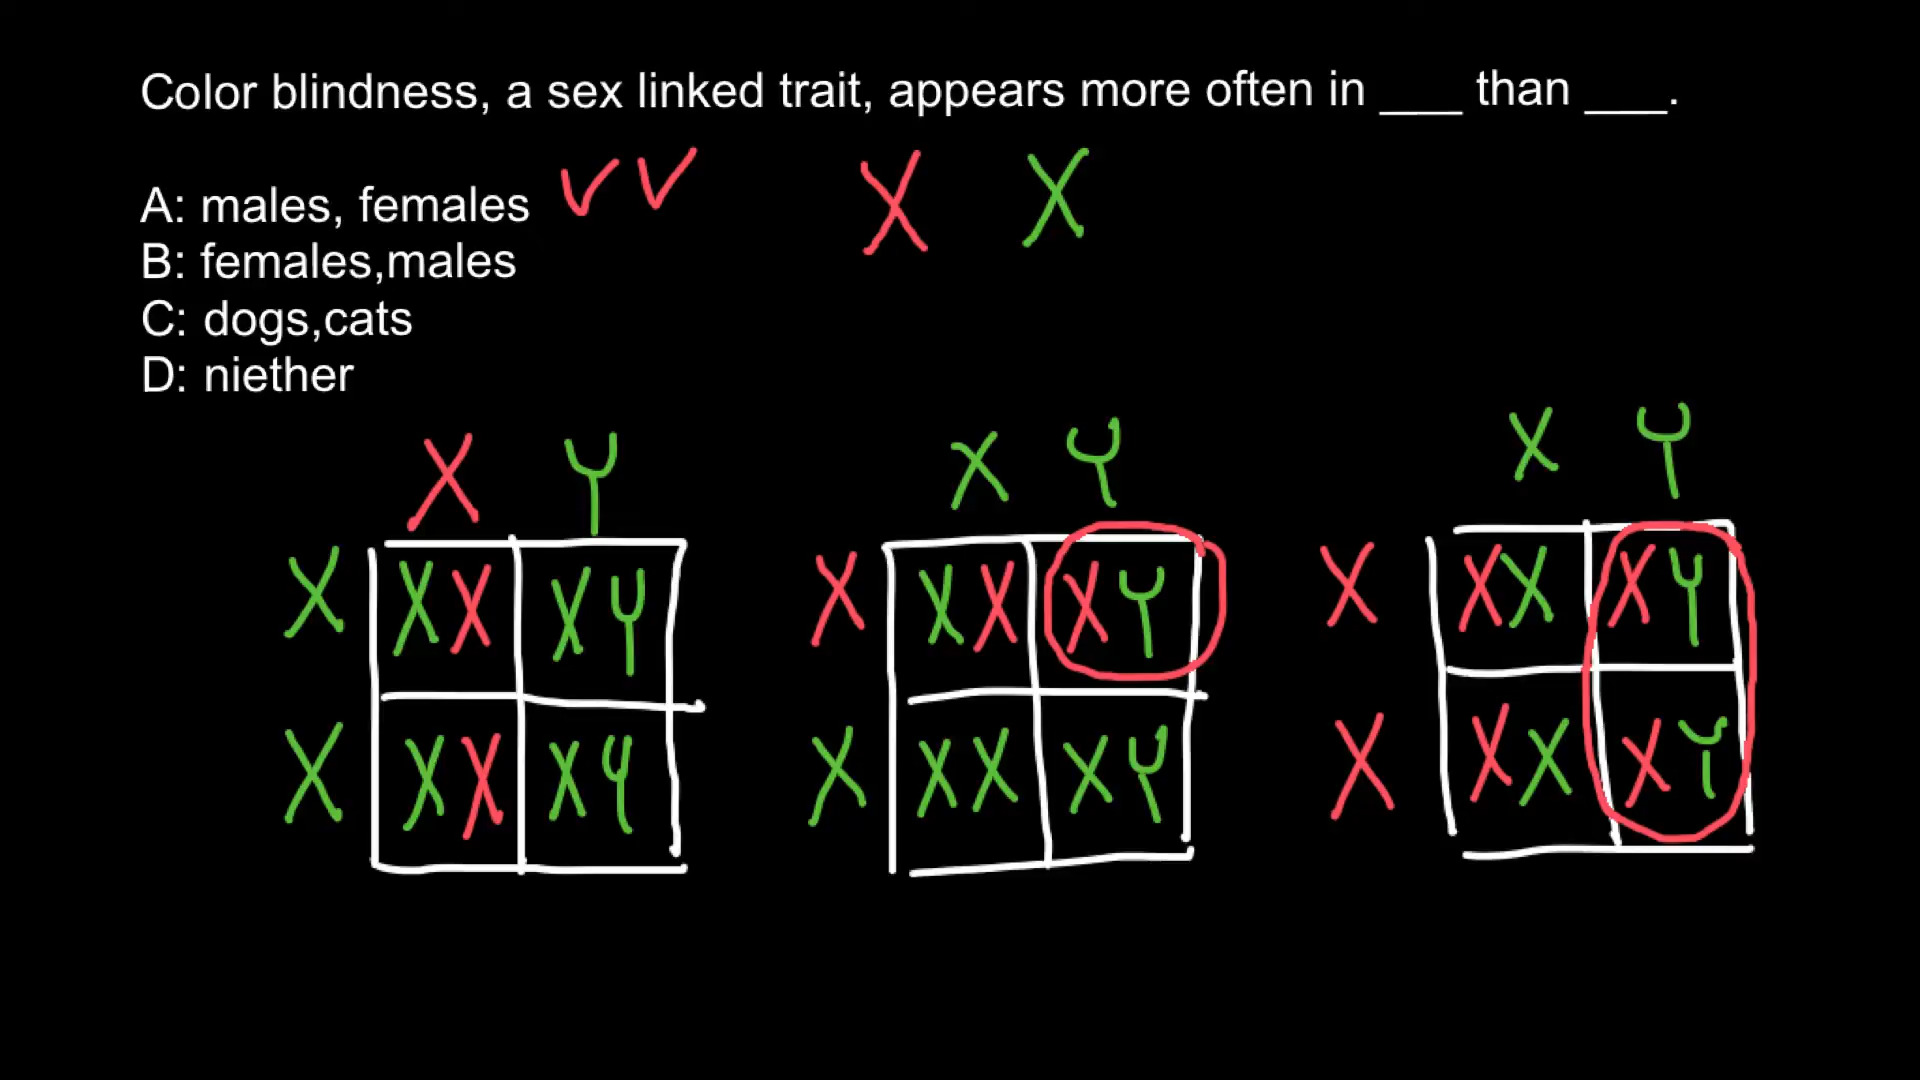 Color blindness, a sex linked trait, appears more often in ___ than ___.
A: males, females
X X
B: females,males
C: dogs,cats
D: niether
X Y X Y X Y
X XX XY X XX XY X XX XY
X XX XY X XX XY X XX XY